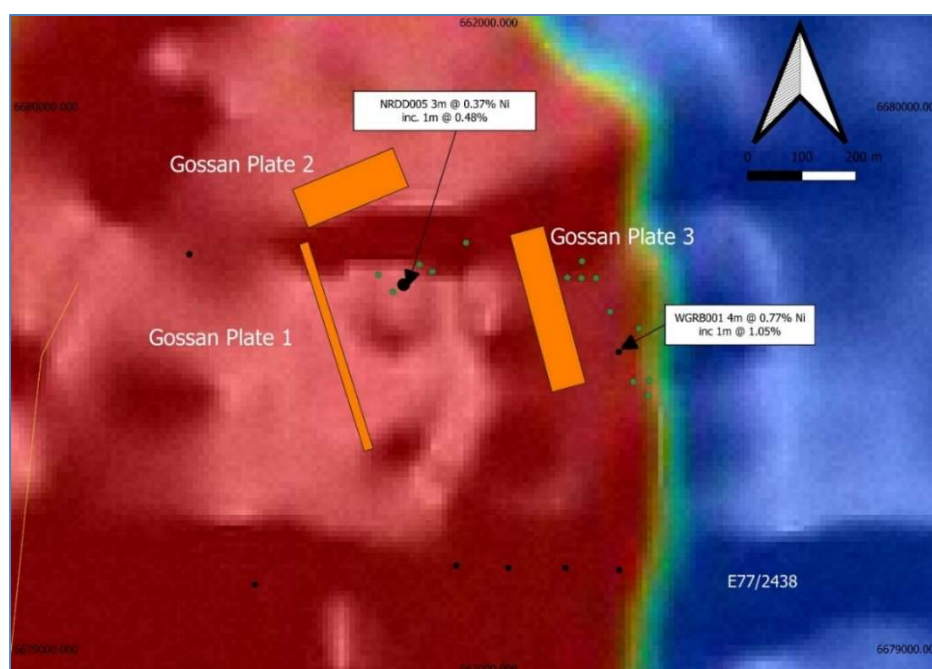 662000.000
6680000.000
6680000.000
NRDD005 3m @ 0.37% Ni
inc. 1m @ 0.48%
0 100 200 m
Gossan Plate 2
Gossan Plate 3
Gossan Plate 1
WGRB001 4m @ 0.77% Ni
inc 1m @ 1.05%
E77/2438
6679000.000
662000.000
6679000.000